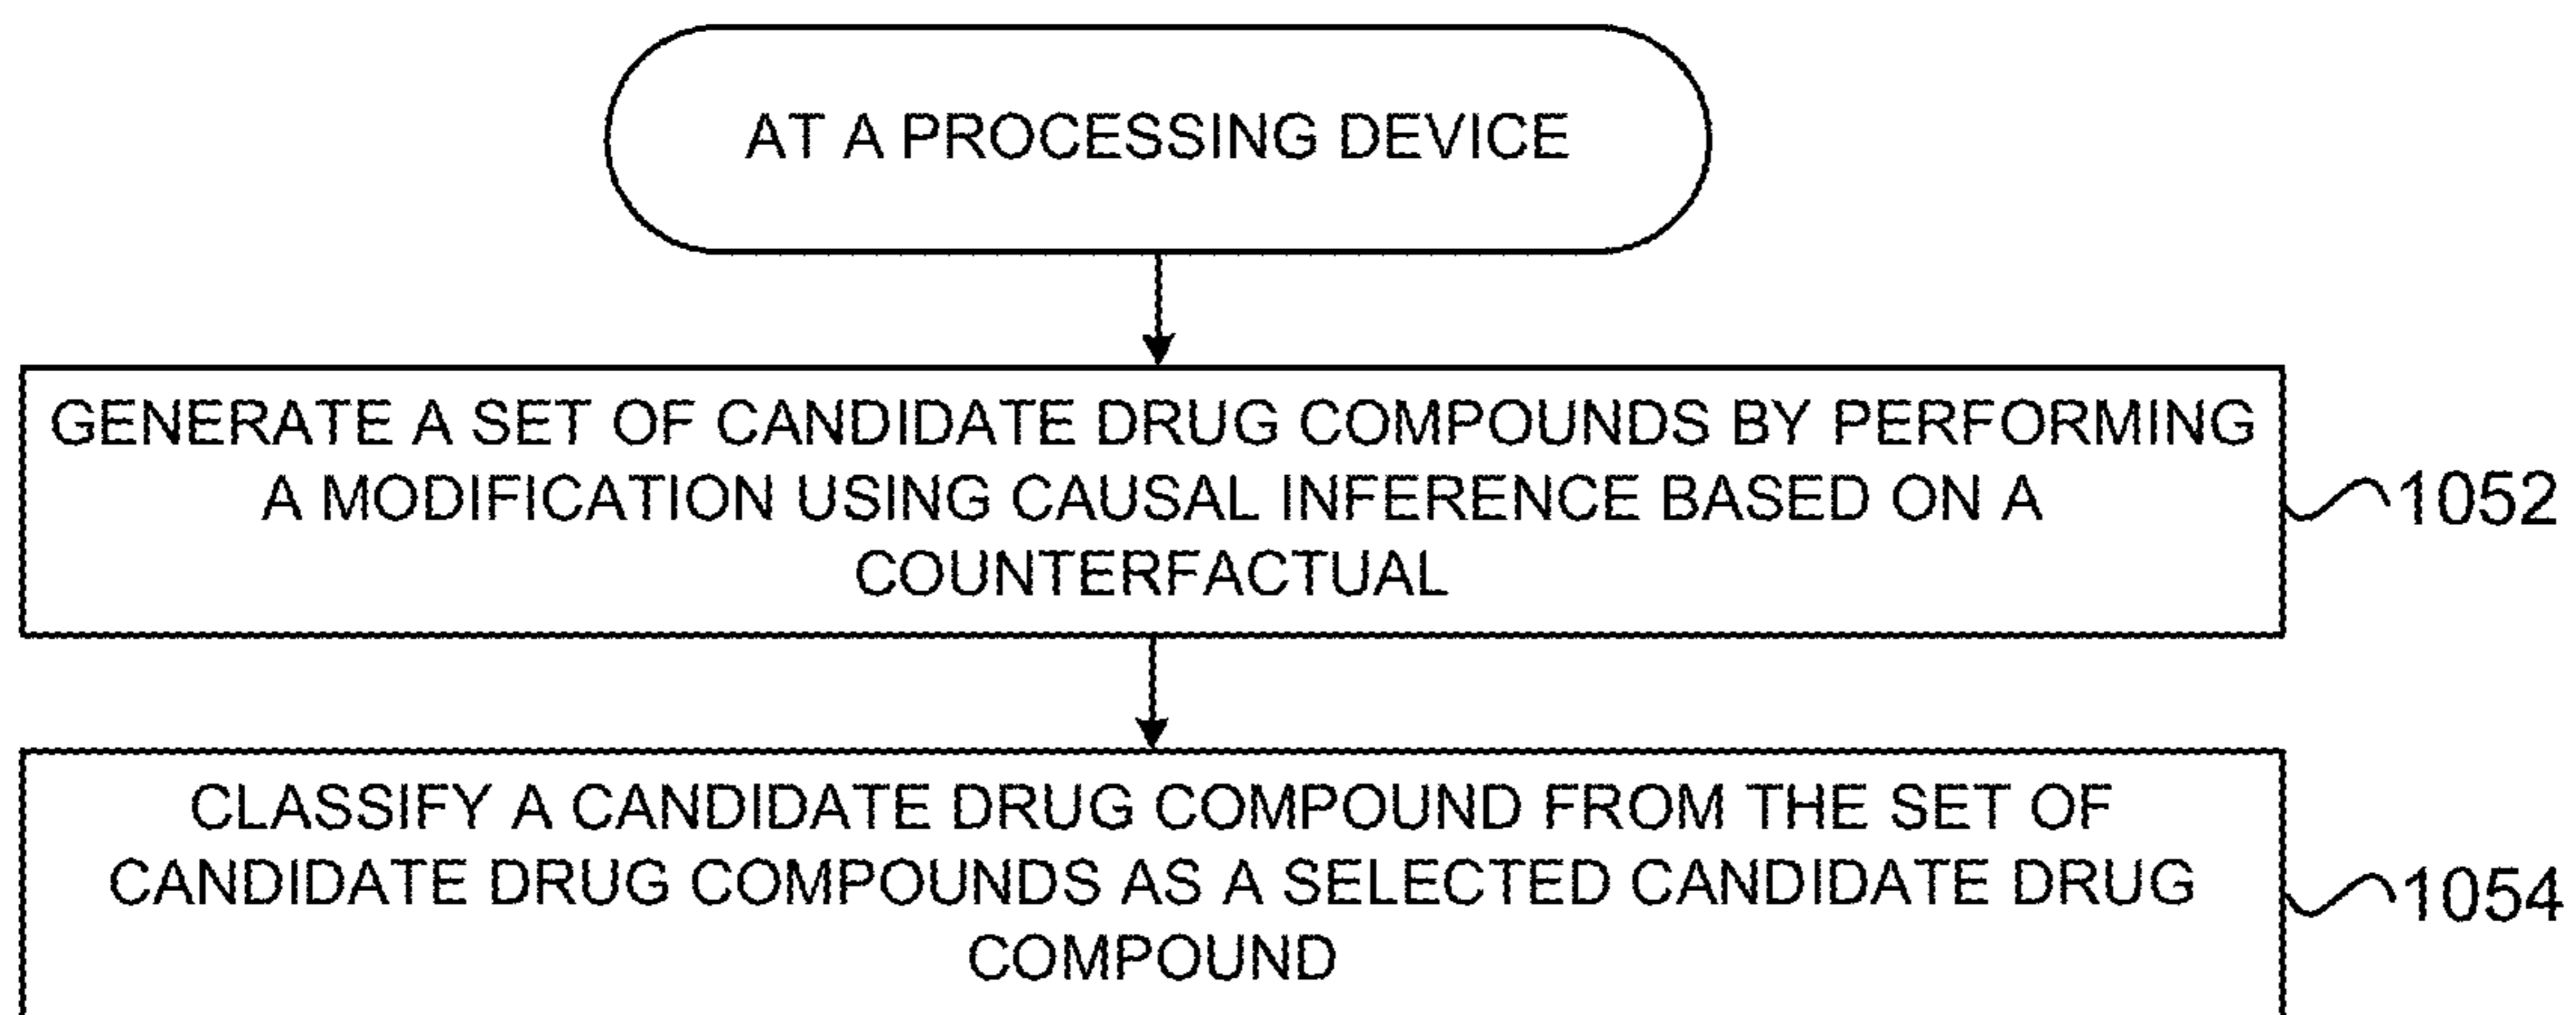 AT A PROCESSING DEVICE
GENERATE A SET OF CANDIDATE DRUG COMPOUNDS BY PERFORMING
A MODIFICATION USING CAUSAL INFERENCE BASED ON A
COUNTERFACTUAL
1052
CLASSIFY A CANDIDATE DRUG COMPOUND FROM THE SET OF
CANDIDATE DRUG COMPOUNDS AS A SELECTED CANDIDATE DRUG
COMPOUND
1054